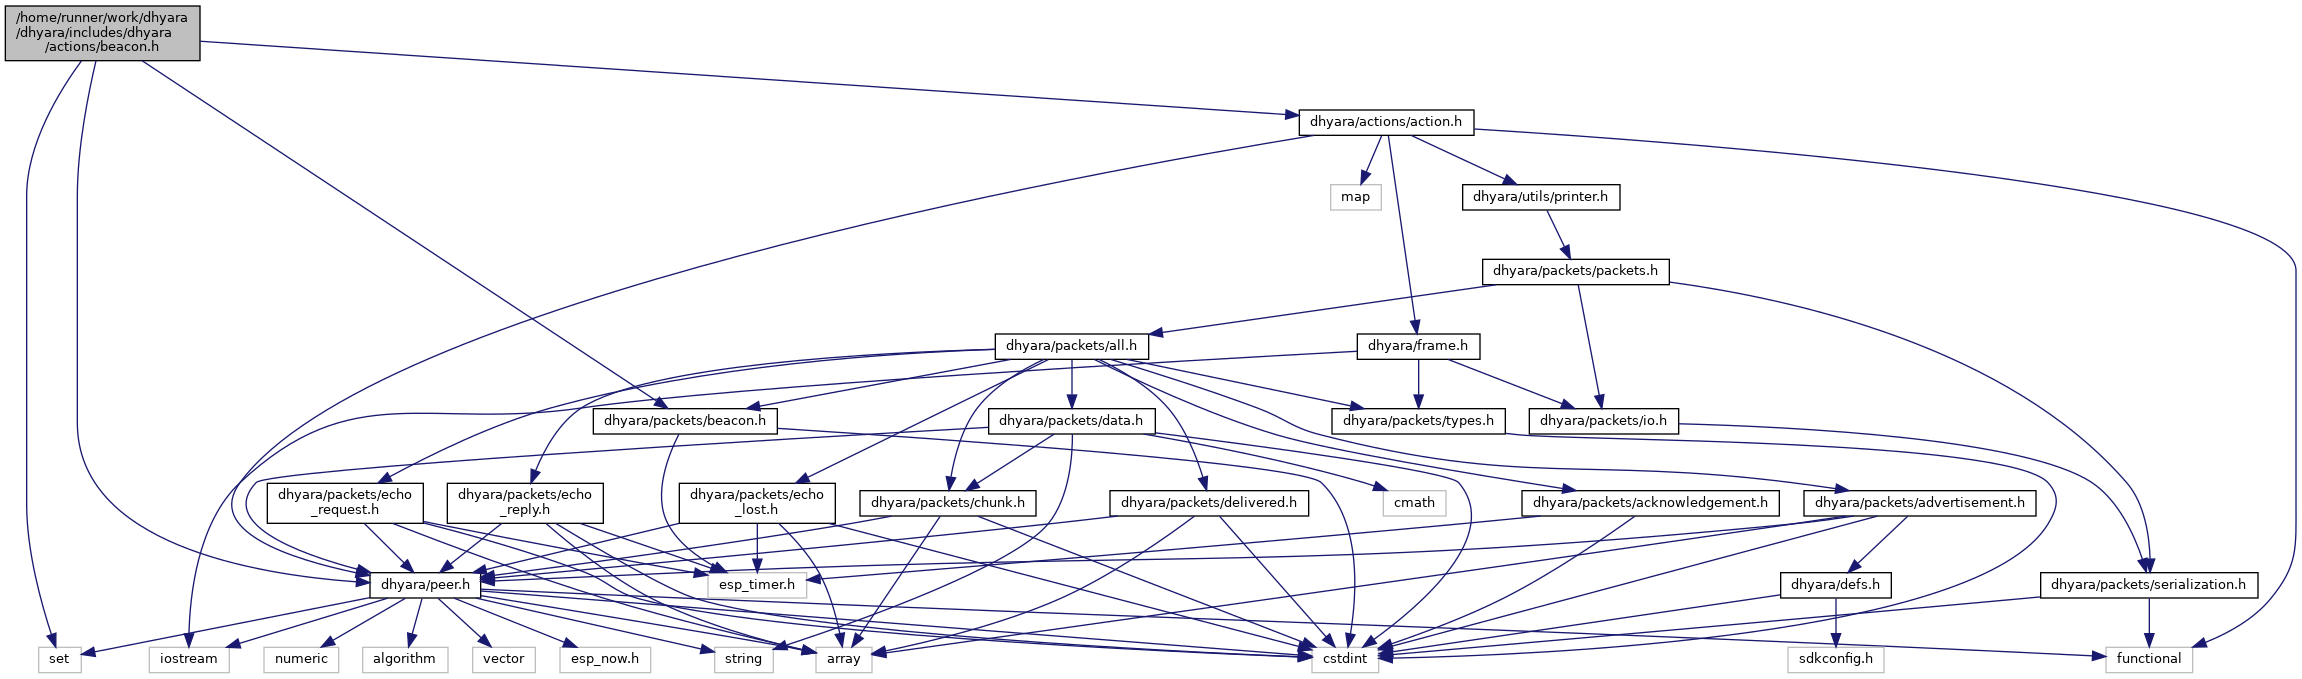 /home/runner/work/dhyara
/dhyara/includes/dhyara
/actions/beacon.h
dhyara/actions/action.h
map
dhyara/utils/printer.h
dhyara/packets/packets.h
dhyara/packets/all.h
dhyara/frame.h
dhyara/packets/beacon.h
dhyara/packets/data.h
dhyara/packets/types.h
dhyara/packets/io.h
dhyara/packets/echo
_request.h
dhyara/packets/echo
_reply.h
dhyara/packets/echo
_lost.h
dhyara/packets/chunk.h
dhyara/packets/delivered.h
cmath
dhyara/packets/acknowledgement.h
dhyara/packets/advertisement.h
dhyara/peer.h
esp_timer.h
dhyara/defs.h
dhyara/packets/serialization.h
set
iostream
numeric
algorithm
vector
esp_now.h
string
array
cstdint
sdkconfig.h
functional